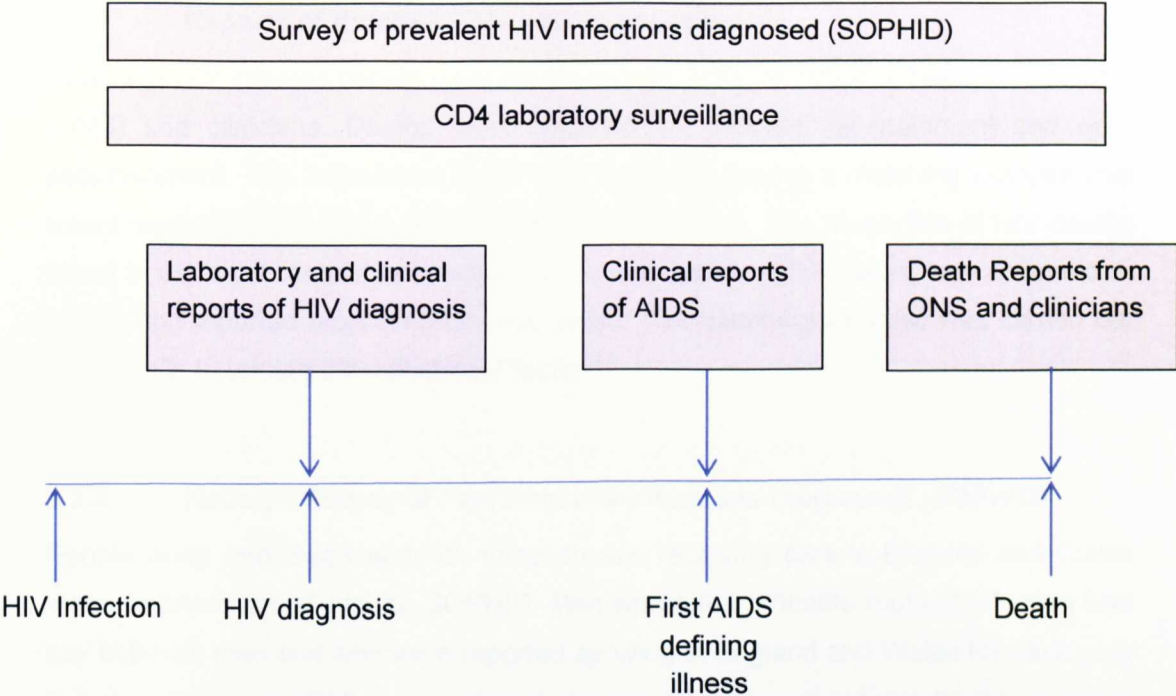 Survey of prevalent HIV Infections diagnosed (SOPHID)
CD4 laboratory surveillance
Laboratory and clinical
reports of HIV diagnosis
Clinical reports
of AIDS
Death Reports from
ONS and clinicians
HIV Infection
HIV diagnosis
First AIDS
defining
illness
Death